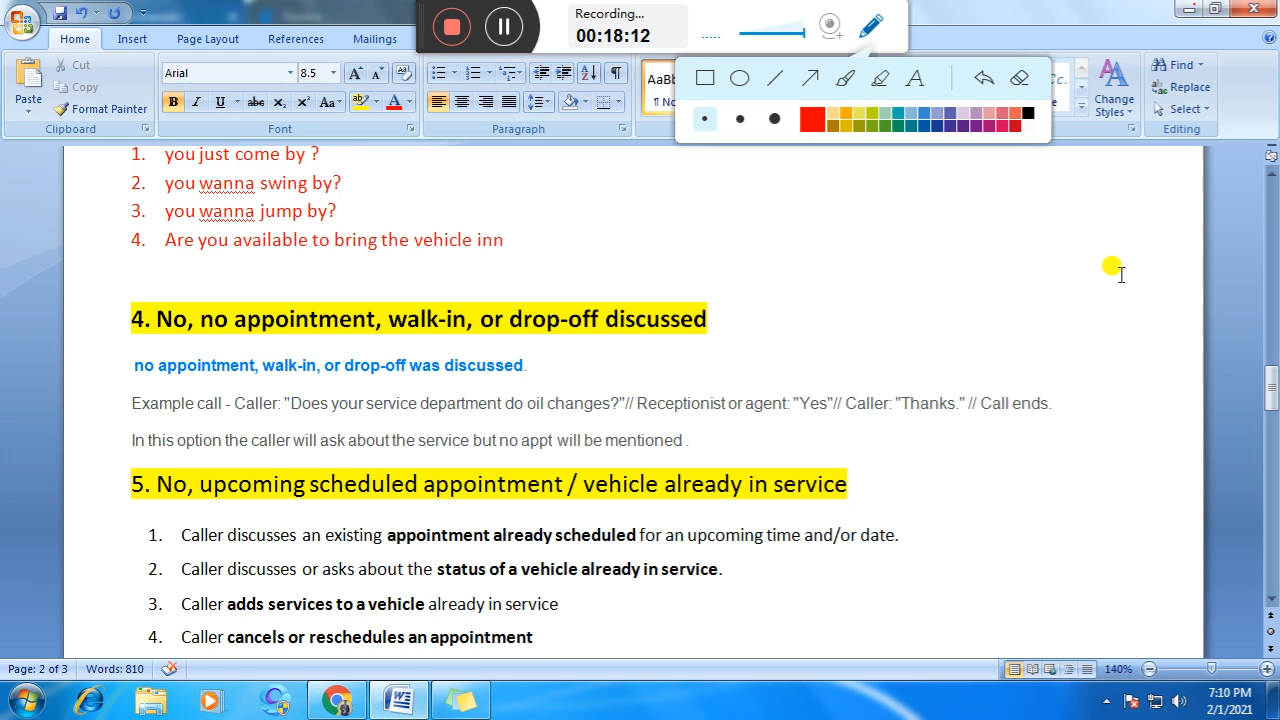 Recording...
00:18:12
Home Insert Page Layout References Mailings
Cut
Copy
Format Painter
Paste
Clipboard
Arial 8.5
Font
Paragraph
Change Styles
Find
Replace
Select
Editing
1. you just come by ?
2. you wanna swing by?
3. you wanna jump by?
4. Are you available to bring the vehicle inn
4. No, no appointment, walk-in, or drop-off discussed
no appointment, walk-in, or drop-off was discussed.
Example call - Caller: "Does your service department do oil changes?"// Receptionist or agent: "Yes"// Caller: "Thanks." // Call ends.
In this option the caller will ask about the service but no appt will be mentioned .
5. No, upcoming scheduled appointment / vehicle already in service
1. Caller discusses an existing appointment already scheduled for an upcoming time and/or date.
2. Caller discusses or asks about the status of a vehicle already in service.
3. Caller adds services to a vehicle already in service
4. Caller cancels or reschedules an appointment
Page: 2 of 3 Words: 810 140%
7:10 PM
2/1/2021